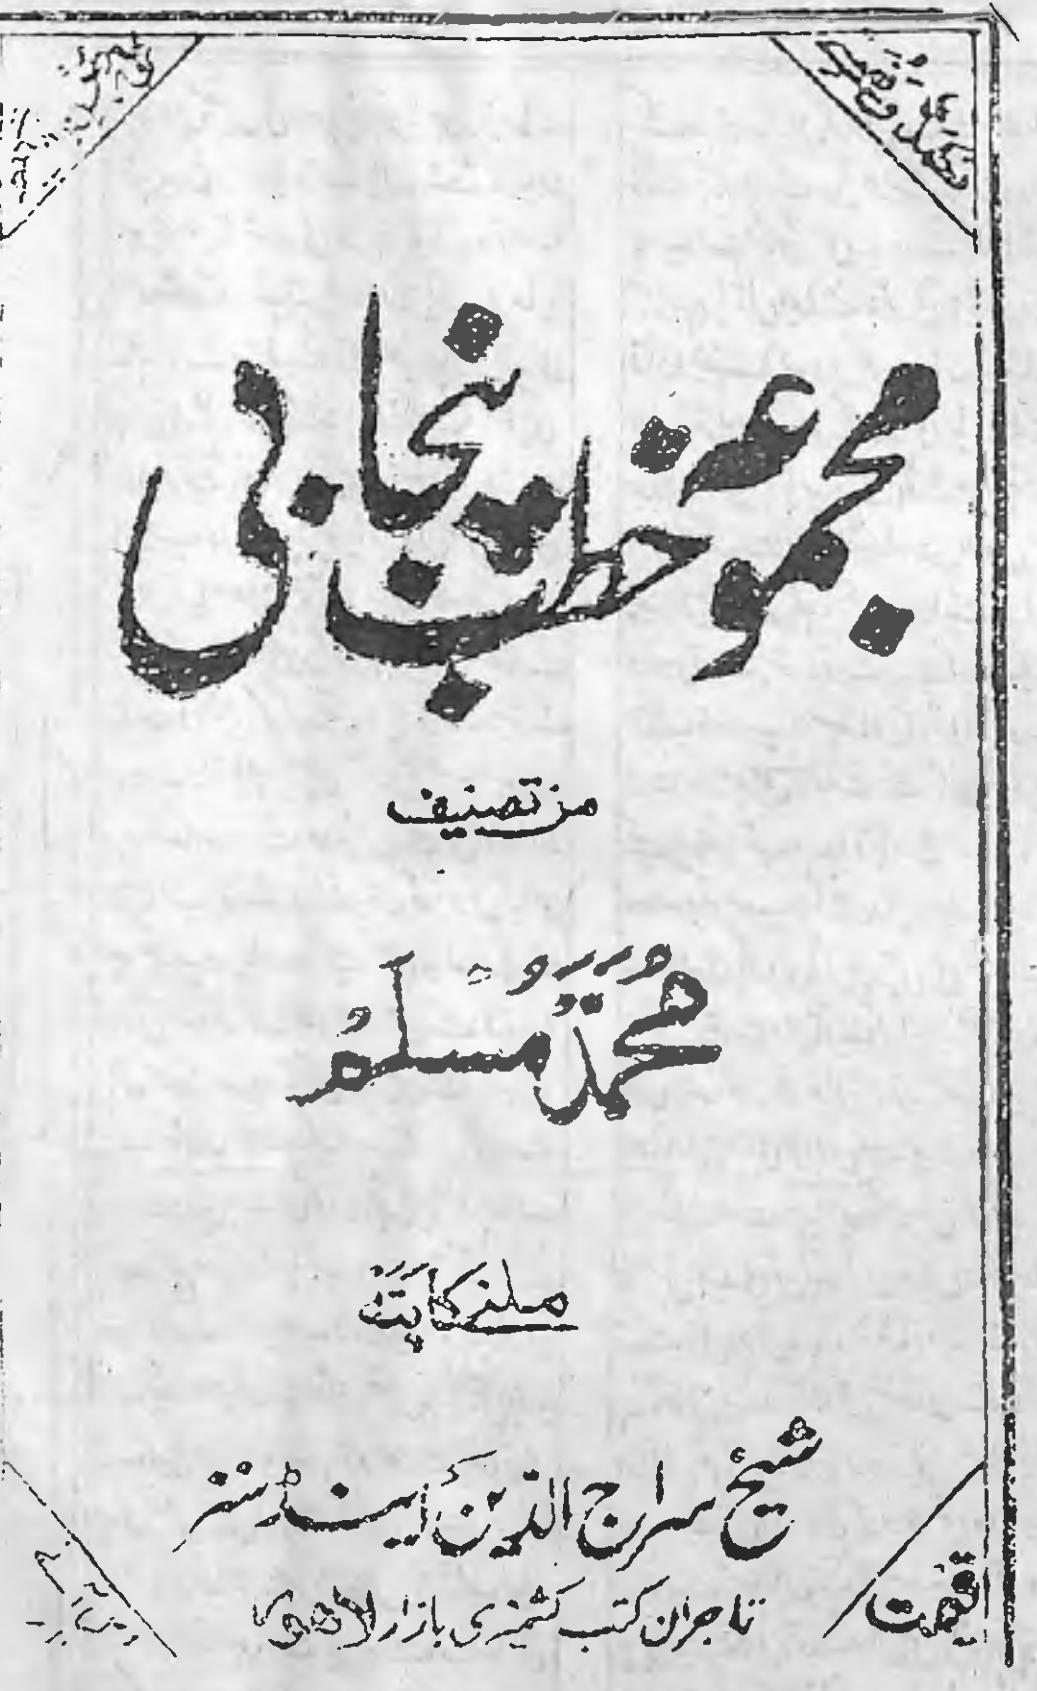 مجموعہ خطب پنجابی
من تصنیف
محمد مسلم
ملنے کا پتہ
شیخ سراج الدین اینڈ سنز
تاجران کتب کشمیری بازار لاہور
قیمت